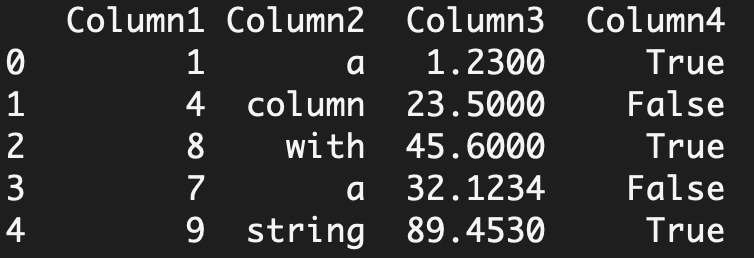 Column1 Column2 Column3 Column4
0 1 a 1.2300 True
1 4 column 23.5000 False
2 8 with 45.6000 True
3 7 a 32.1234 False
4 9 string 89.4530 True